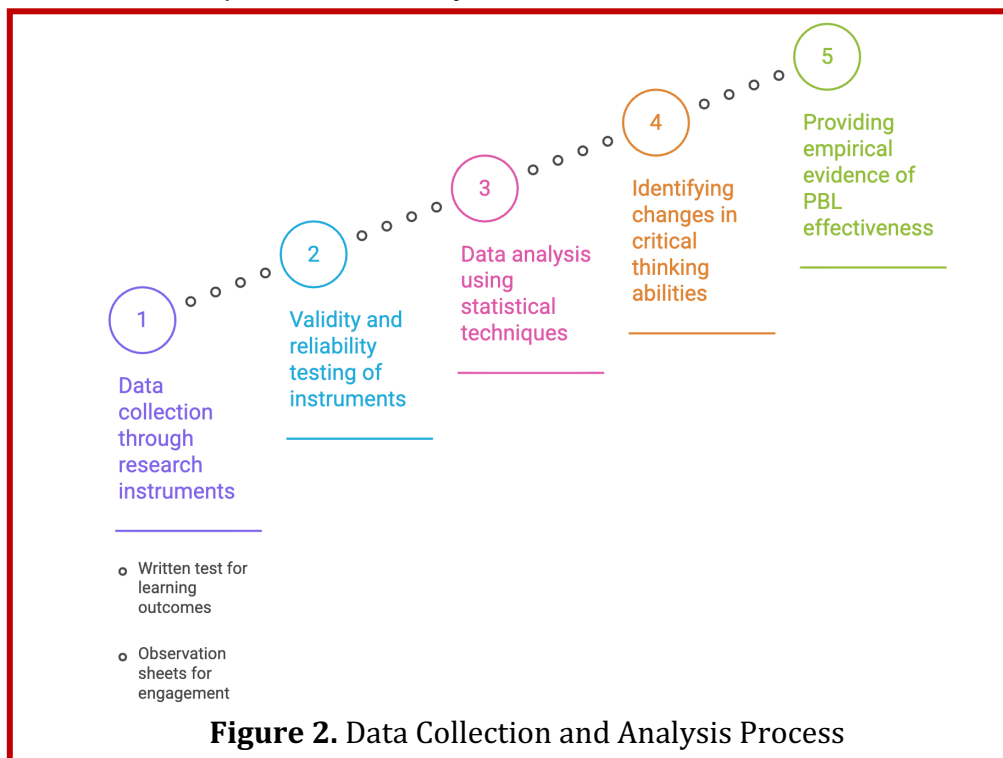 1
Data
collection
through
research
instruments
Written test for
learning
outcomes
Observation
sheets for
engagement
2
Validity and
reliability
testing of
instruments
3
Data analysis
using
statistical
techniques
4
Identifying
changes in
critical
thinking
abilities
5
Providing
empirical
evidence of
PBL
effectiveness
Figure 2. Data Collection and Analysis Process